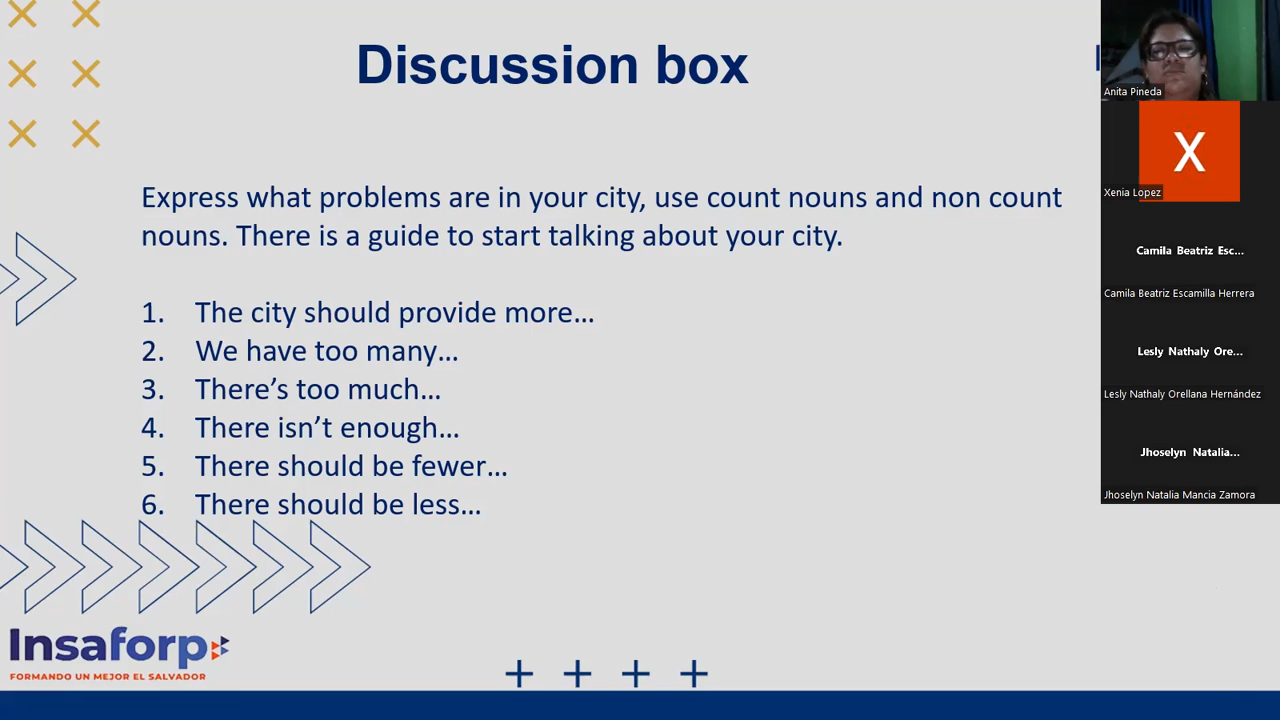 Discussion box
Express what problems are in your city, use count nouns and non count
nouns. There is a guide to start talking about your city.
1. The city should provide more...
2. We have too many...
3. There’s too much...
4. There isn’t enough...
5. There should be fewer...
6. There should be less...
Insaforp
FORMANDO UN MEJOR EL SALVADOR
Anita Pineda
X
Xenia Lopez
Camila Beatriz Esc...
Camila Beatriz Escamilla Herrera
Lesly Nathaly Ore...
Lesly Nathaly Orellana Hernández
Jhoselyn Natalia...
Jhoselyn Natalia Mancia Zamora